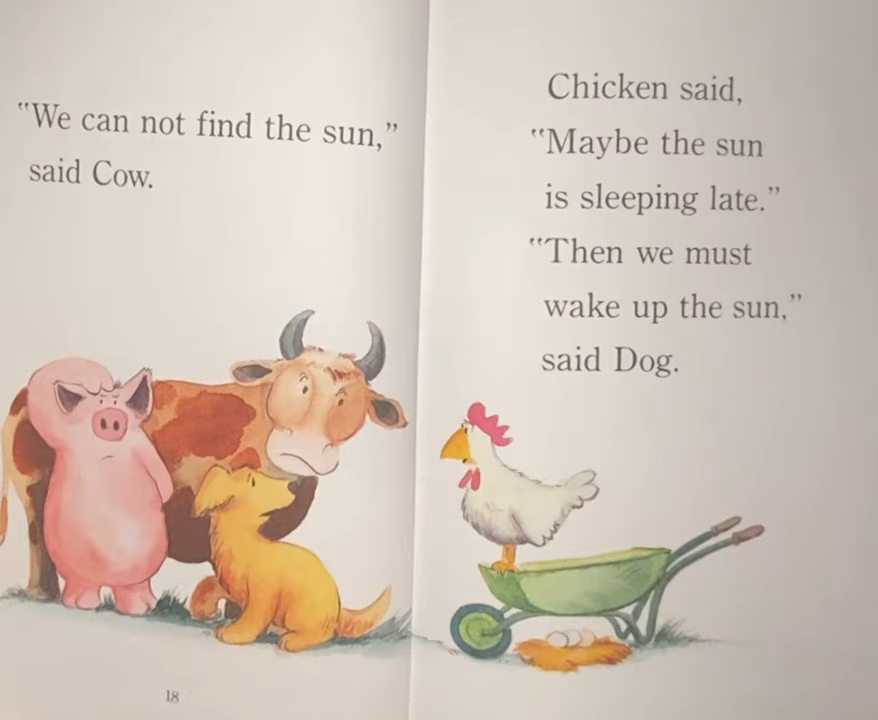 “We can not find the sun,”
said Cow.
18
Chicken said,
“Maybe the sun
is sleeping late.”
“Then we must
wake up the sun,”
said Dog.